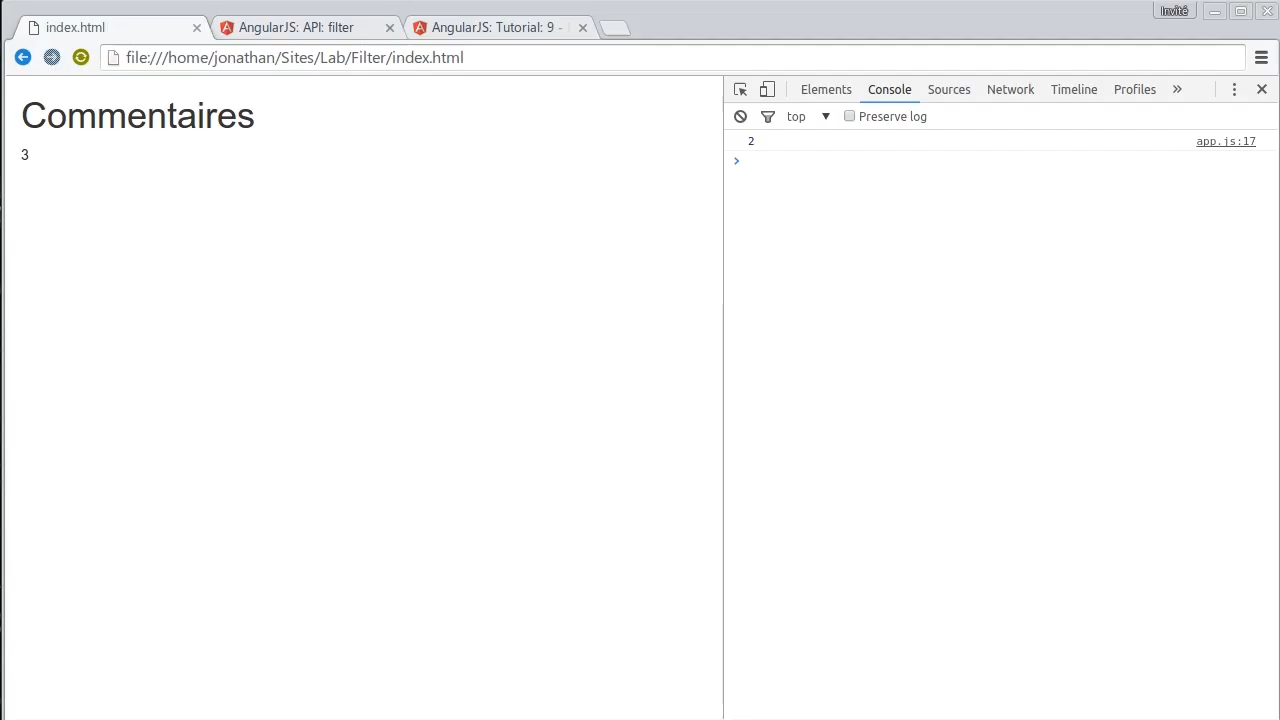 Invité
index.html
AngularJS: API: filter
AngularJS: Tutorial: 9 -
file:///home/jonathan/Sites/Lab/Filter/index.html
Commentaires
3
Elements Console Sources Network Timeline Profiles »
top ▼ Preserve log
2 app.js:17
>